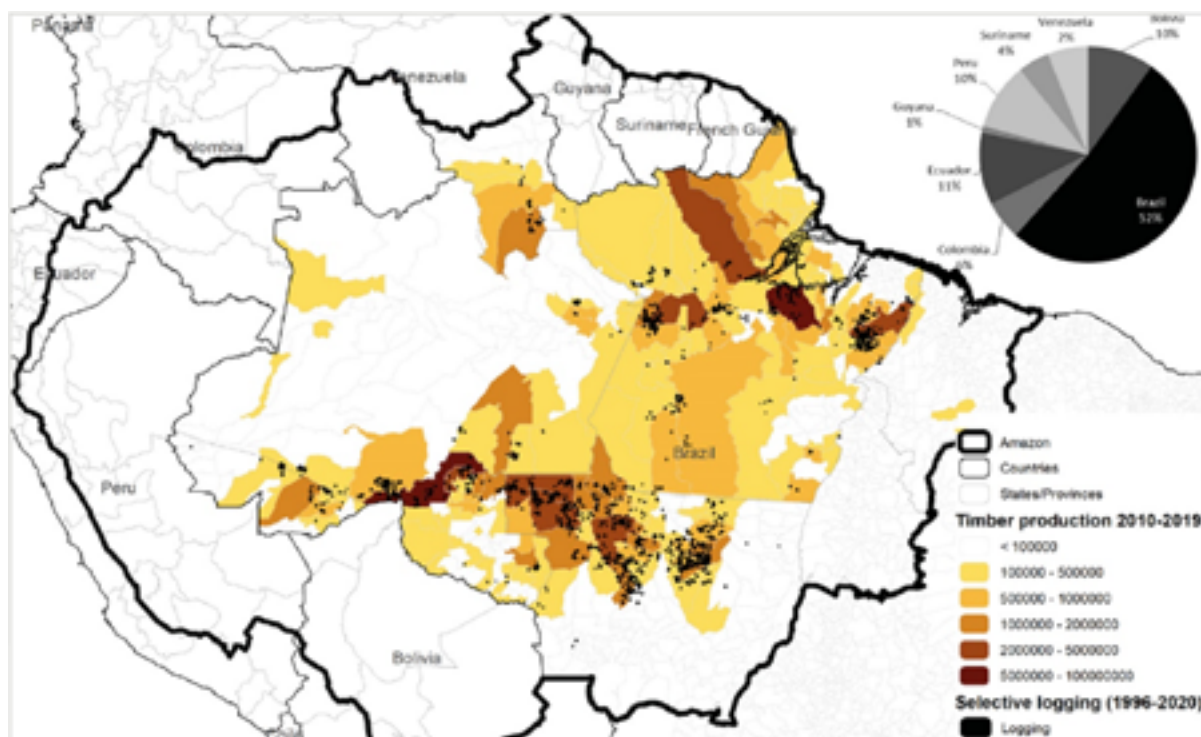 Panama
Venezuela
Guyana
Suriname
French Guiana
Colombia
Ecuador
Peru
Brazil
Bolivia
Venezuela
2%
Bolivia
10%
Suriname
4%
Peru
10%
Guyana
Ecuador
11%
Colombia
Brazil
52%
Amazon
Countries
States/Provinces
Timber production 2010-2019
< 100000
100000 - 500000
500000 - 1000000
1000000 - 2000000
2000000 - 5000000
5000000 - 100000000
Selective logging (1996-2020)
Logging